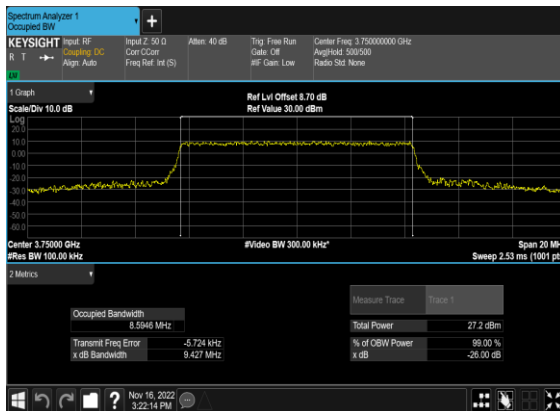 Spectrum Analyzer 1
Occupied BW
KEYSIGHT
R T
LXI
Input: RF
Coupling: DC
Align: Auto
Input Z: 50 Ω
Corr CCorr
Freq Ref: Int (S)
Atten: 40 dB
Trig: Free Run
Gate: Off
#IF Gain: Low
Center Freq: 3.750000000 GHz
Avg|Hold: 500/500
Radio Std: None
1 Graph
Scale/Div 10.0 dB
Ref Lvl Offset 8.70 dB
Ref Value 30.00 dBm
Log
20.0
10.0
0.00
-10.0
-20.0
-30.0
-40.0
-50.0
-60.0
Center 3.75000 GHz
#Res BW 100.00 kHz
#Video BW 300.00 kHz*
Span 20 MH
Sweep 2.53 ms (1001 pt
2 Metrics
Measure Trace Trace 1
Occupied Bandwidth
8.5946 MHz
Total Power 27.2 dBm
Transmit Freq Error -5.724 kHz
% of OBW Power 99.00 %
x dB Bandwidth 9.427 MHz
x dB -26.00 dB
Nov 16, 2022
3:22:14 PM